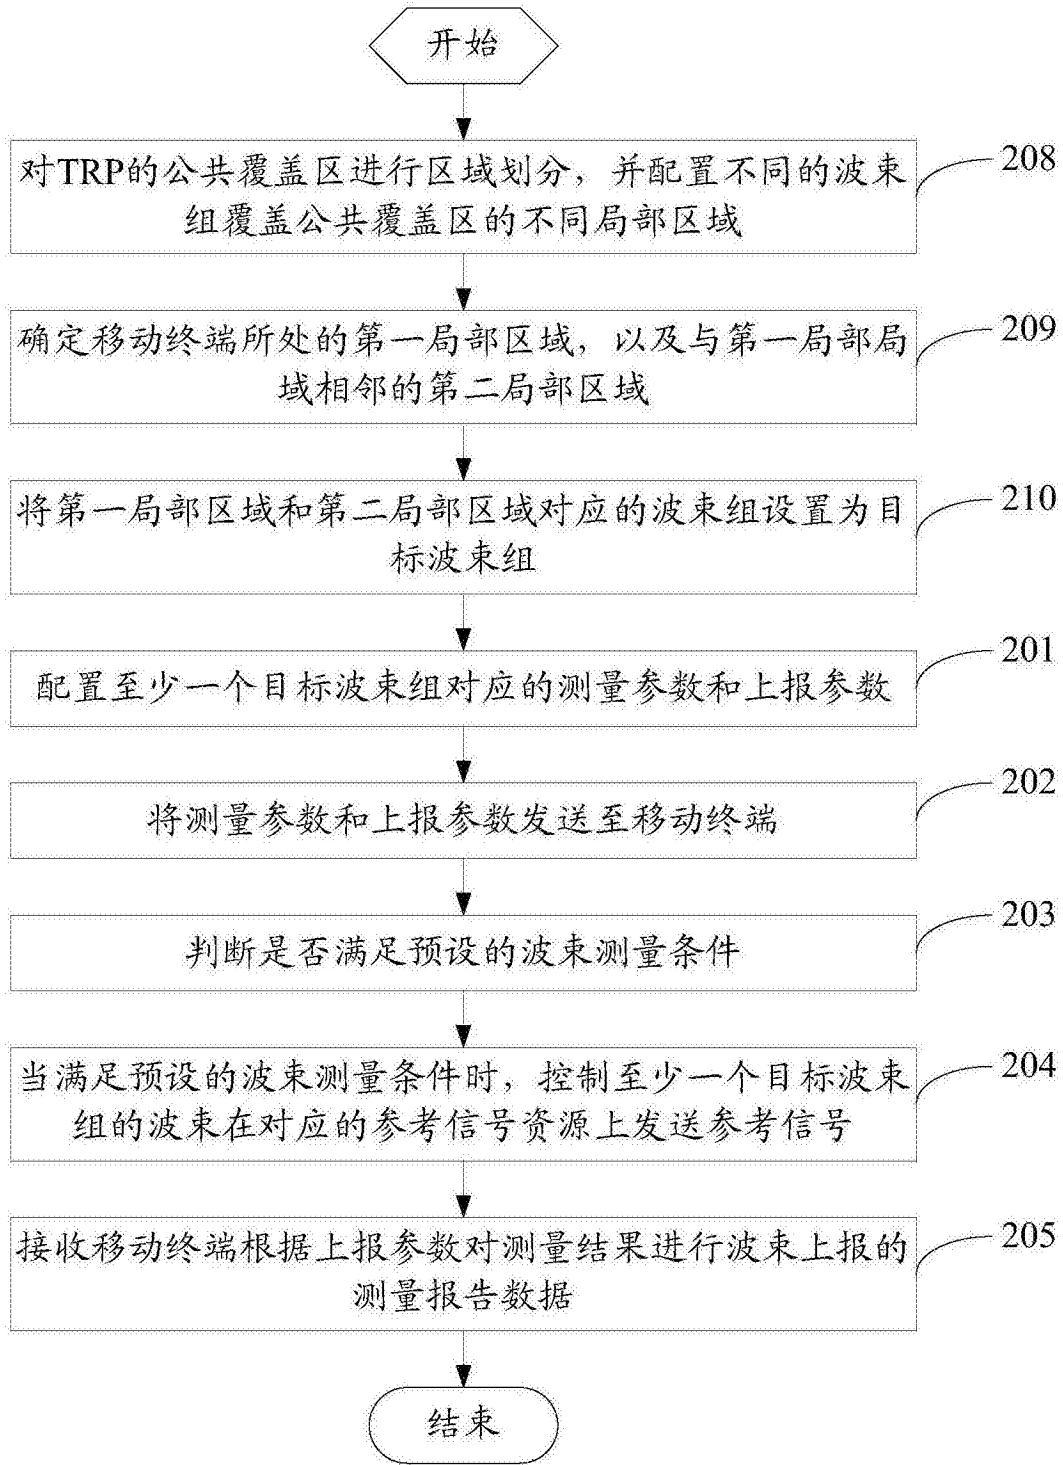 开始
对TRP的公共覆盖区进行区域划分，并配置不同的波束
组覆盖公共覆盖区的不同局部区域
208
确定移动终端所处的第一局部区域，以及与第一局部局
域相邻的第二局部区域
209
将第一局部区域和第二局部区域对应的波束组设置为目
标波束组
210
配置至少一个目标波束组对应的测量参数和上报参数
201
将测量参数和上报参数发送至移动终端
202
判断是否满足预设的波束测量条件
203
当满足预设的波束测量条件时，控制至少一个目标波束
组的波束在对应的参考信号资源上发送参考信号
204
接收移动终端根据上报参数对测量结果进行波束上报的
测量报告数据
205
结束